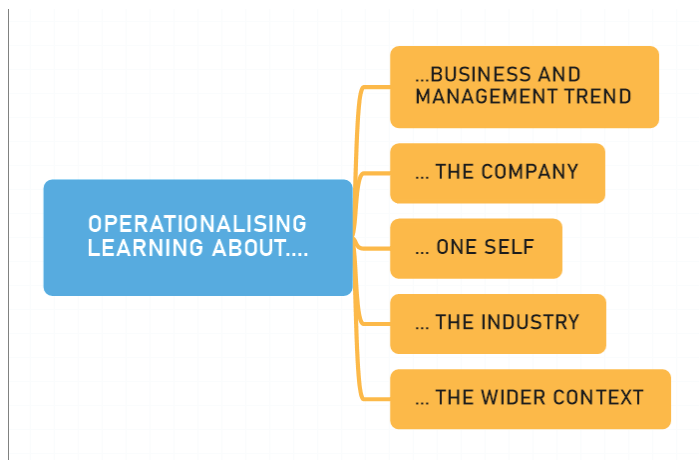 ...BUSINESS AND
MANAGEMENT TREND
... THE COMPANY
OPERATIONALISING
LEARNING ABOUT....
... ONE SELF
... THE INDUSTRY
... THE WIDER CONTEXT